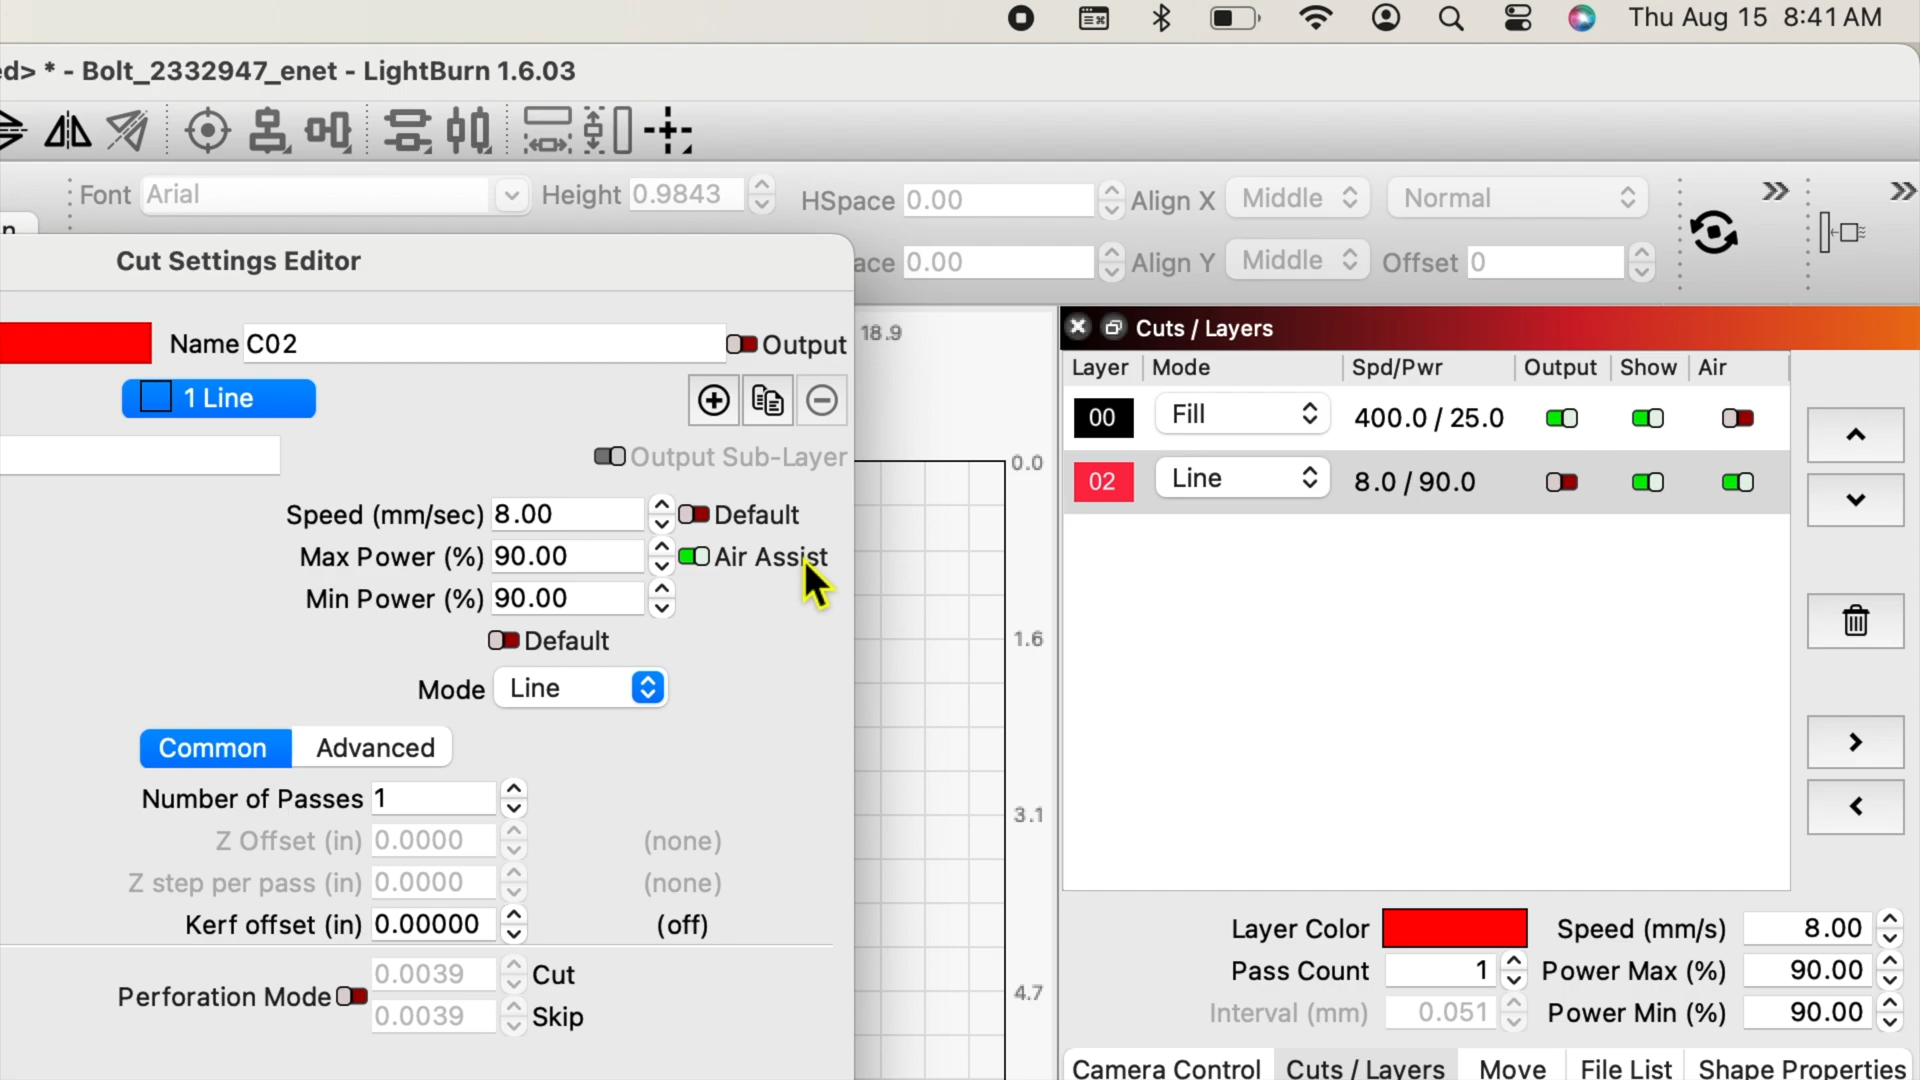 Thu Aug 15 8:41 AM
ed> * - Bolt_2332947_enet - LightBurn 1.6.03
Font Arial Height 0.9843 HSpace 0.00 Align X Middle Normal
ace 0.00 Align Y Middle Offset 0
Cut Settings Editor
Name C02 Output
1 Line
Output Sub-Layer
Speed (mm/sec) 8.00 Default
Max Power (%) 90.00 Air Assist
Min Power (%) 90.00
Default
Mode Line
Common Advanced
Number of Passes 1
Z Offset (in) 0.0000 (none)
Z step per pass (in) 0.0000 (none)
Kerf offset (in) 0.00000 (off)
Perforation Mode 0.0039 Cut
0.0039 Skip
18.9
0.0
1.6
3.1
4.7
Cuts / Layers
Layer Mode Spd/Pwr Output Show Air
00 Fill 400.0 / 25.0
02 Line 8.0 / 90.0
Layer Color Speed (mm/s) 8.00
Pass Count 1 Power Max (%) 90.00
Interval (mm) 0.051 Power Min (%) 90.00
Camera Control Cuts / Layers Move File List Shape Properties